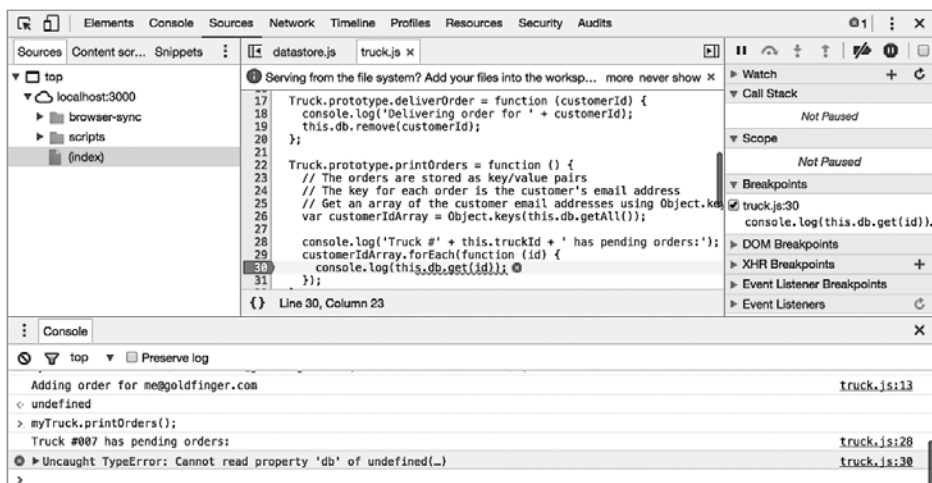 Elements Console Sources Network Timeline Profiles Resources Security Audits
1
Sources Content scr... Snippets
datastore.js truck.js ×
top
localhost:3000
browser-sync
scripts
(index)
Serving from the file system? Add your files into the worksp... more never show ×
17 Truck.prototype.deliverOrder = function (customerId) {
18 console.log('Delivering order for ' + customerId);
19 this.db.remove(customerId);
20 };
21
22 Truck.prototype.printOrders = function () {
23 // The orders are stored as key/value pairs
24 // The key for each order is the customer's email address
25 // Get an array of the customer email addresses using Object.ke
26 var customerIdArray = Object.keys(this.db.getAll());
27
28 console.log('Truck #' + this.truckId + ' has pending orders:');
29 customerIdArray.forEach(function (id) {
30 console.log(this.db.get(id));
31 });
{} Line 30, Column 23
Watch
Call Stack
Not Paused
Scope
Not Paused
Breakpoints
truck.js:30
console.log(this.db.get(id)).
DOM Breakpoints
XHR Breakpoints
Event Listener Breakpoints
Event Listeners
Console
top Preserve log
Adding order for me@goldfinger.com truck.js:13
undefined
> myTruck.printOrders();
Truck #007 has pending orders: truck.js:28
Uncaught TypeError: Cannot read property 'db' of undefined(…) truck.js:30
>